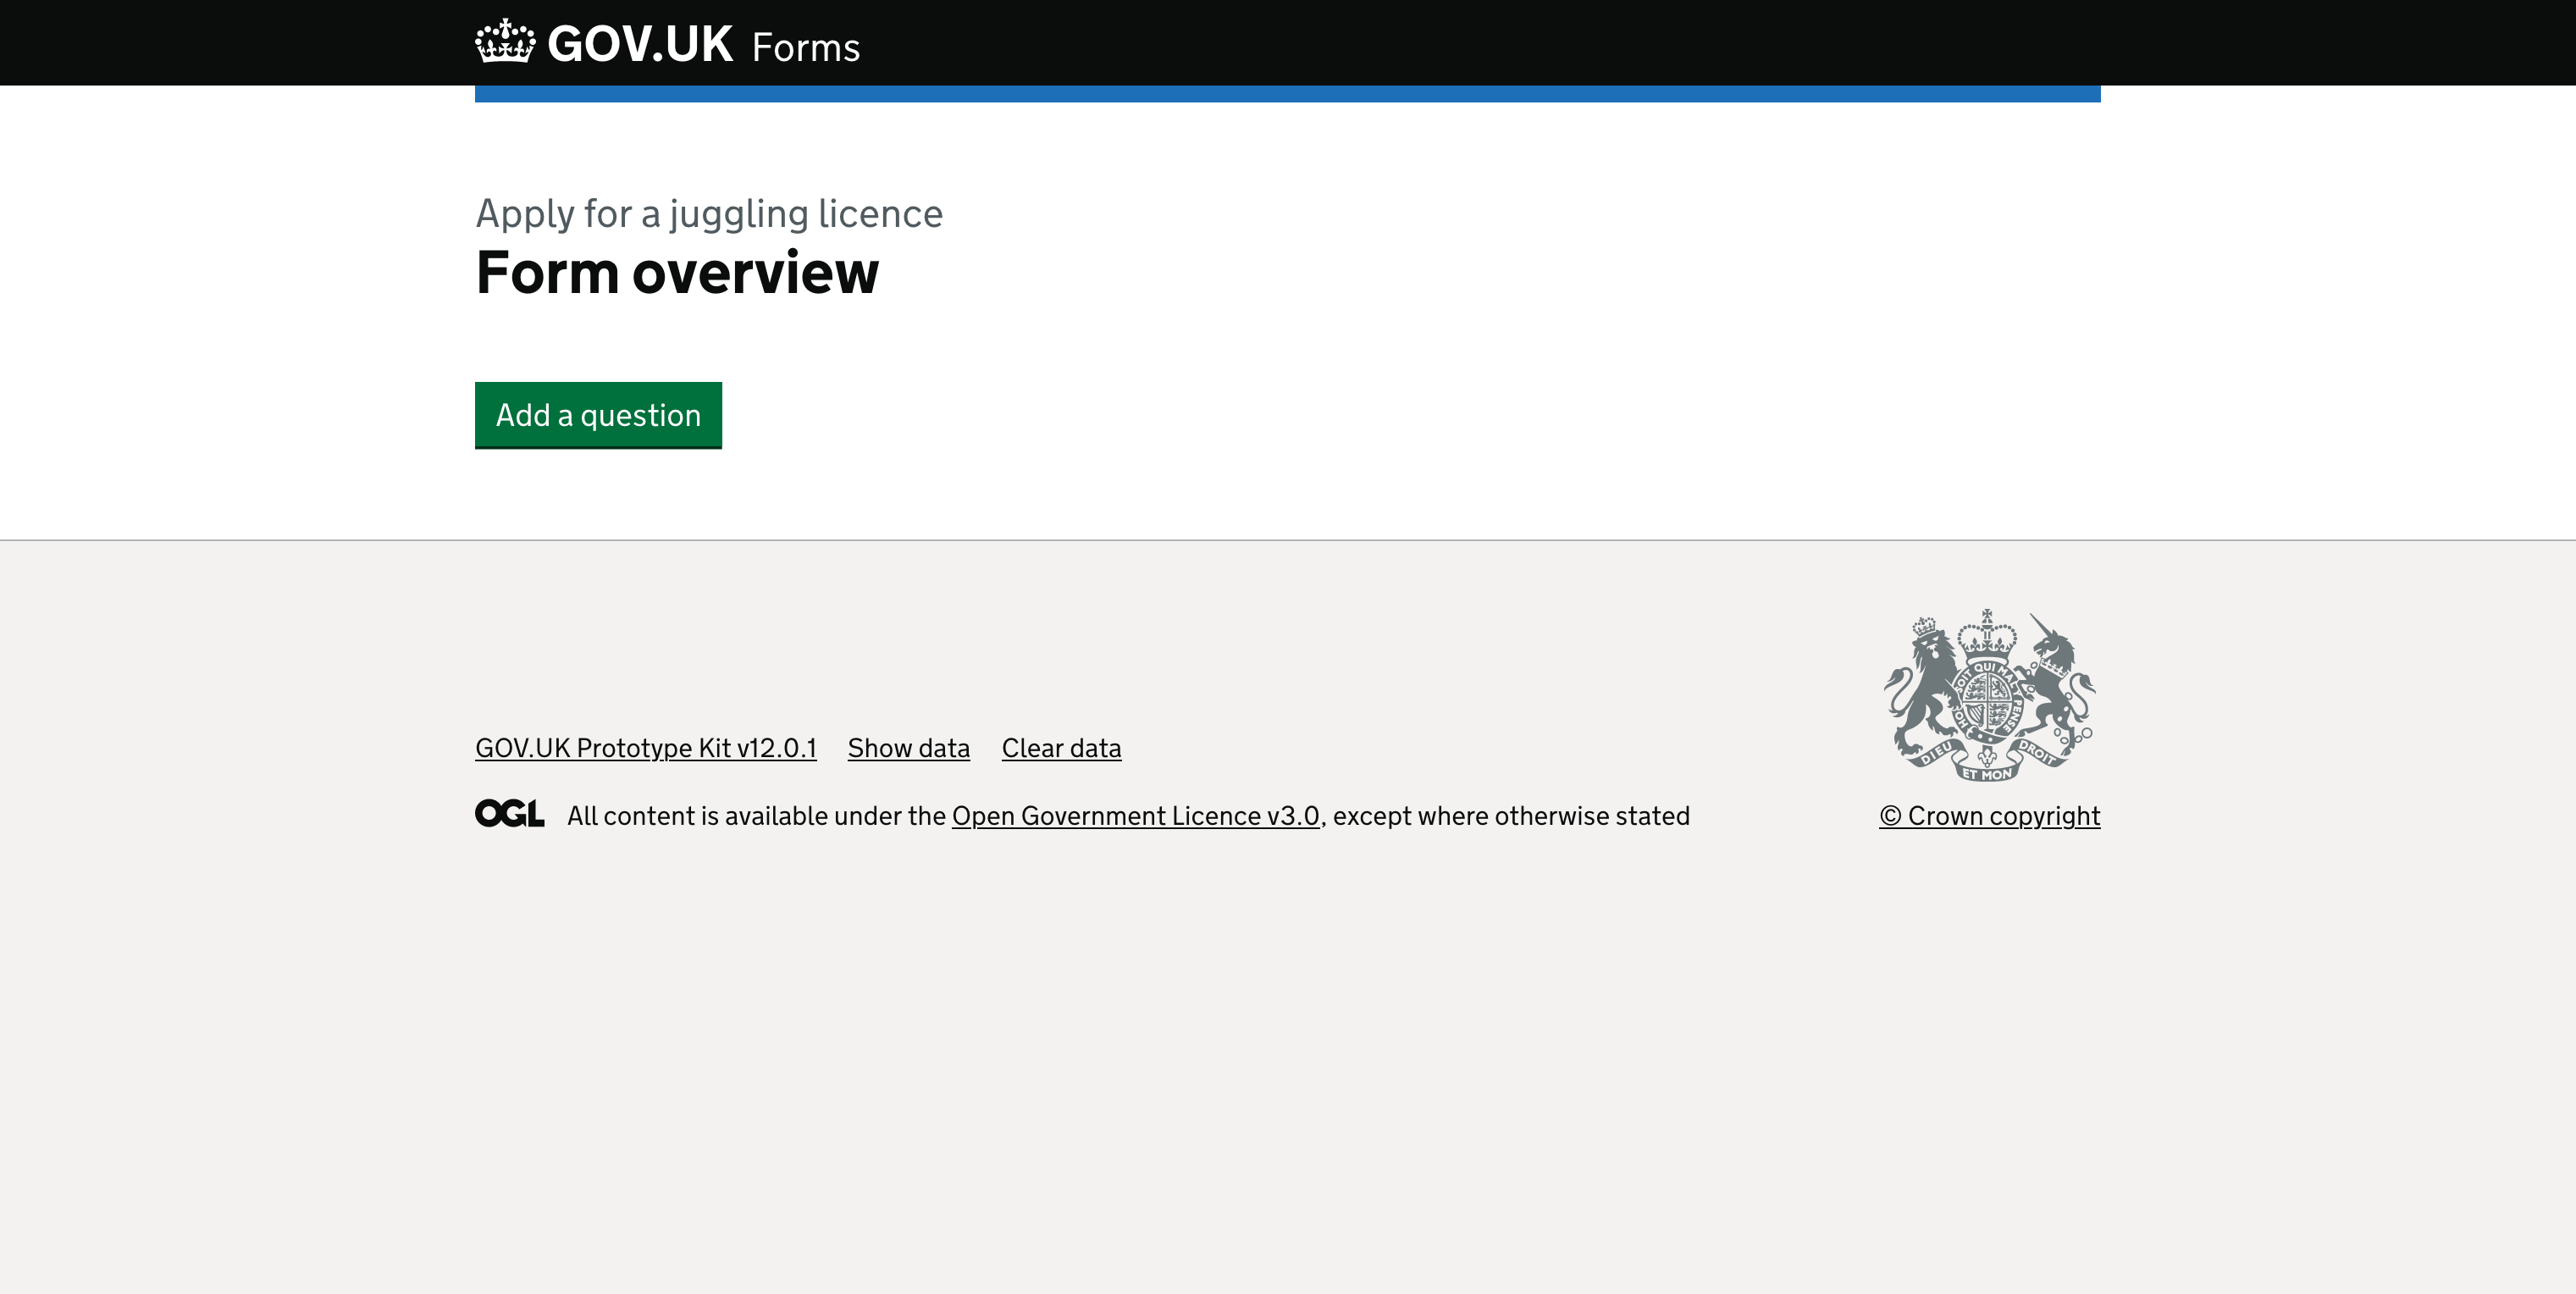 GOV.UK Forms
Apply for a juggling licence
Form overview
Add a question
GOV.UK Prototype Kit v12.0.1 Show data Clear data
OGL All content is available under the Open Government Licence v3.0, except where otherwise stated
SOIT QUI MAL PENSE HO
DIEU ET MON DROIT
© Crown copyright